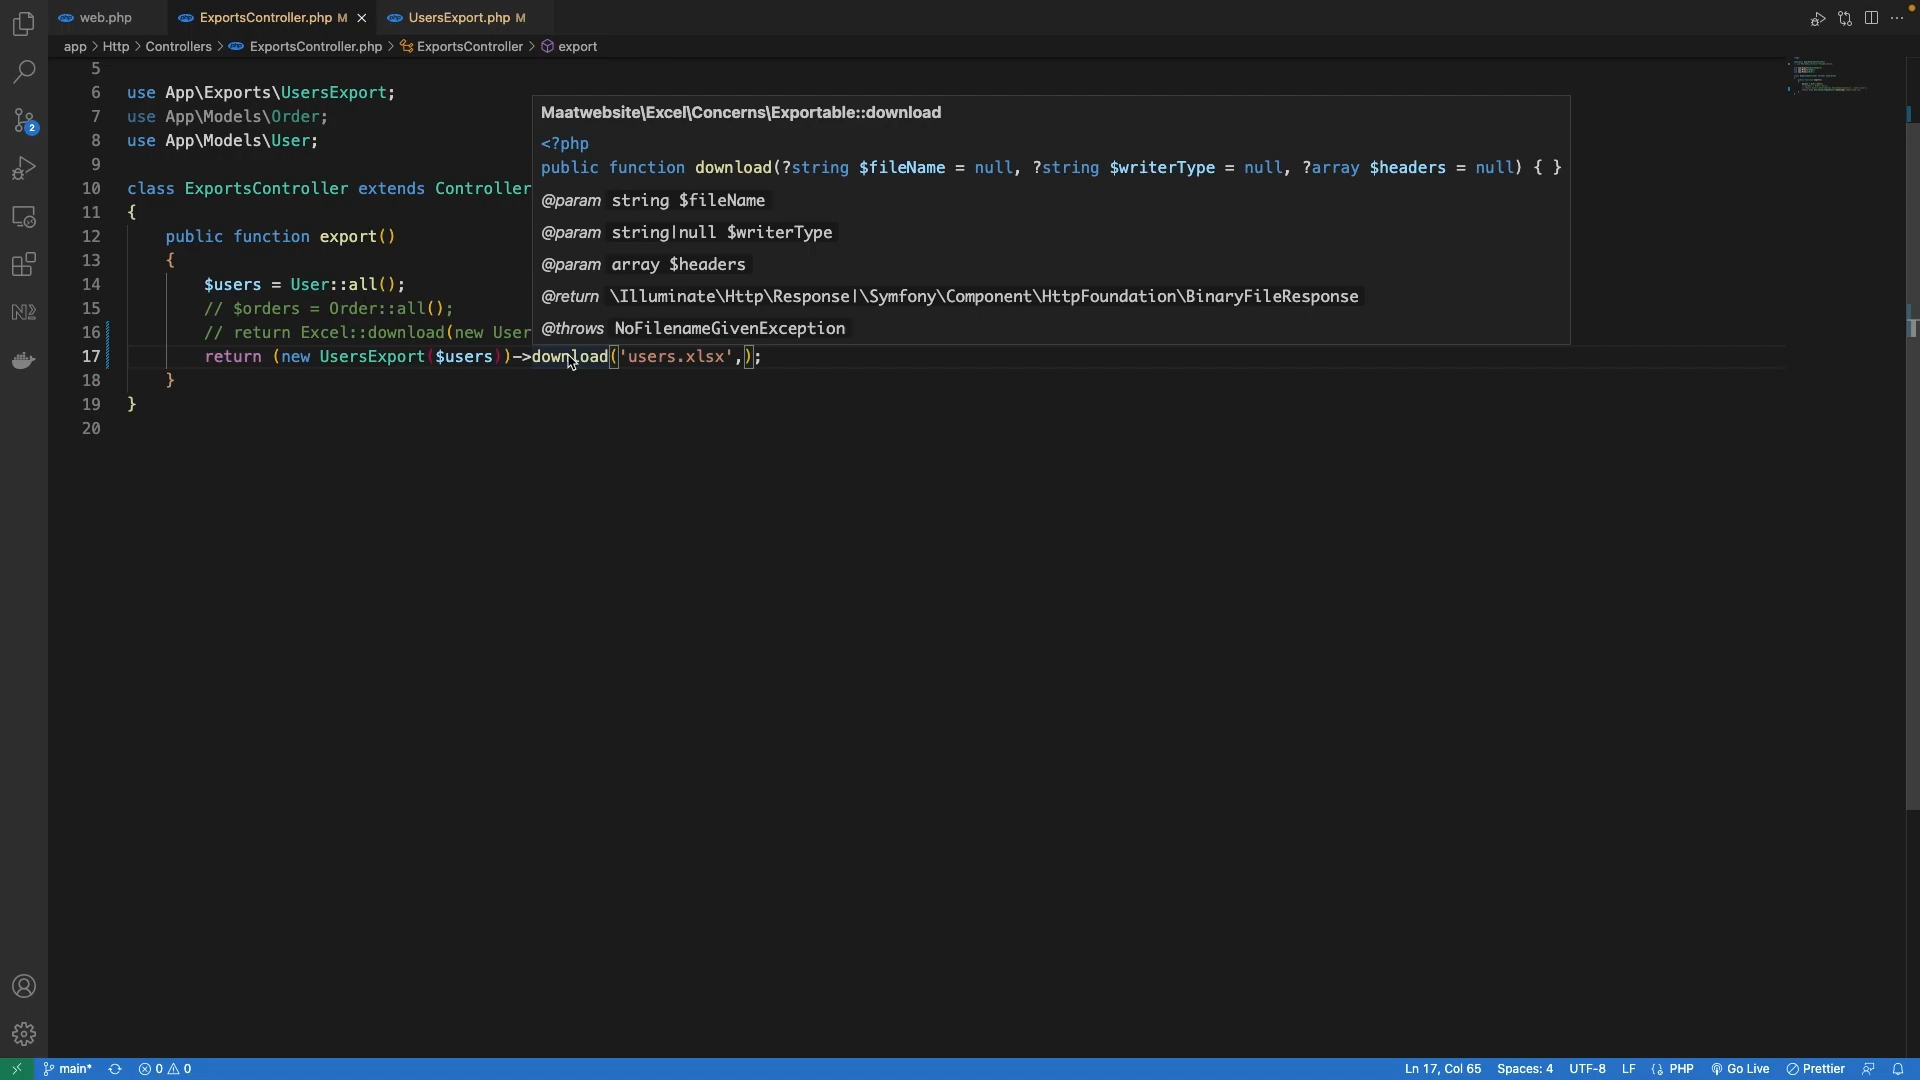 web.php
ExportsController.php M
UsersExport.php M
app > Http > Controllers > ExportsController.php > ExportsController > export
5
6 use App\Exports\UsersExport;
7 use App\Models\Order;
8 use App\Models\User;
9
10 class ExportsController extends Controller
11 {
12 public function export()
13 {
14 $users = User::all();
15 // $orders = Order::all();
16 // return Excel::download(new User
17 return (new UsersExport($users))->download('users.xlsx',);
18 }
19 }
20
Maatwebsite\Excel\Concerns\Exportable::download
<?php
public function download(?string $fileName = null, ?string $writerType = null, ?array $headers = null) { }
@param string $fileName
@param string|null $writerType
@param array $headers
@return \Illuminate\Http\Response|\Symfony\Component\HttpFoundation\BinaryFileResponse
@throws NoFilenameGivenException
2
main* 0 0 Ln 17, Col 65 Spaces: 4 UTF-8 LF {} PHP Go Live Prettier